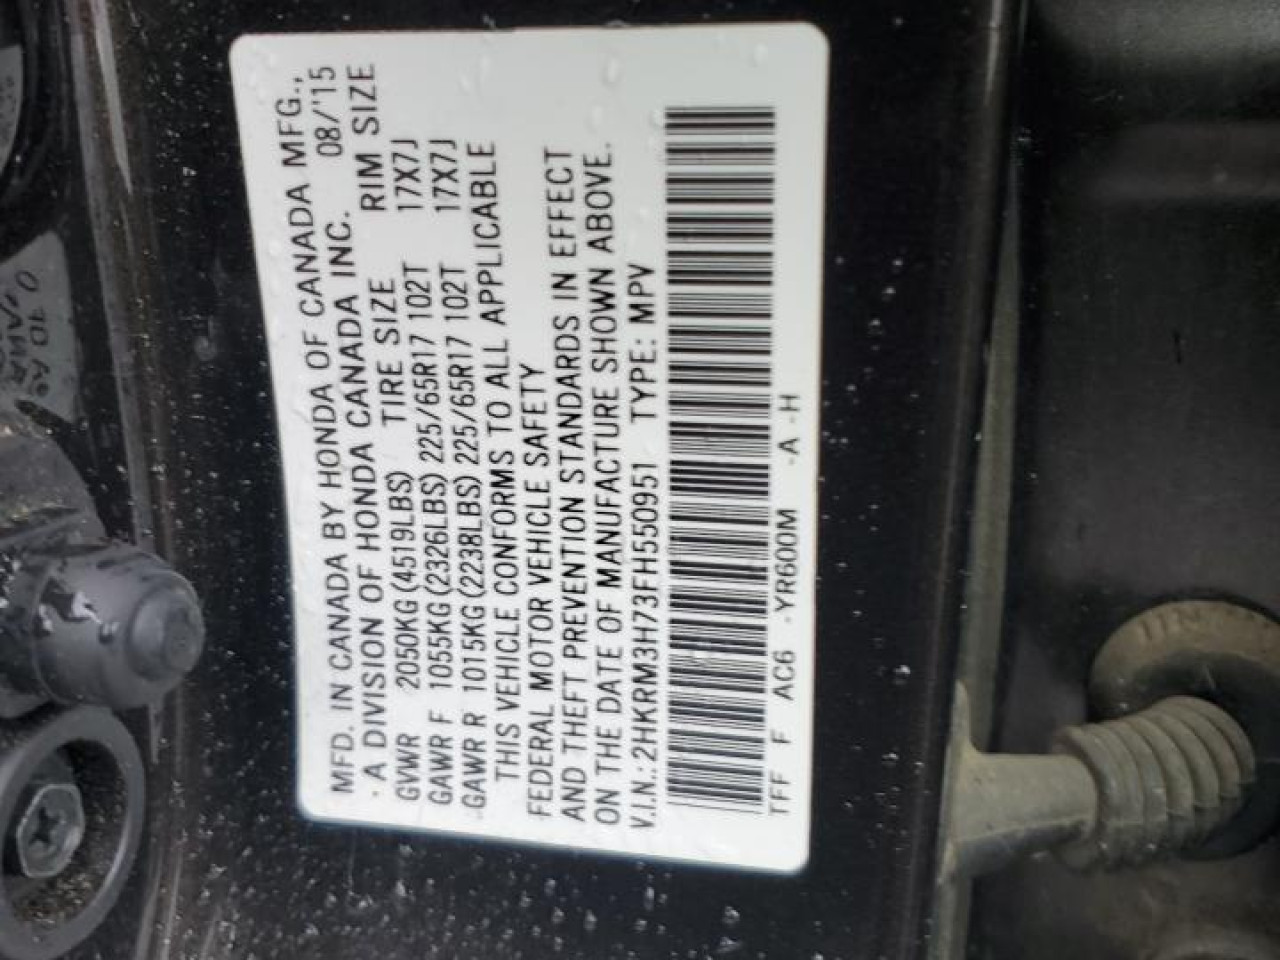 MFD. IN CANADA BY HONDA OF CANADA MFG.,
A DIVISION OF HONDA CANADA INC. 08/'15
GVWR 2050KG(4519LBS) TIRE SIZE RIM SIZE
GAWR F 1055KG(2326LBS) 225/65R17 102T 17X7J
GAWR R 1015KG(2238LBS) 225/65R17 102T 17X7J
THIS VEHICLE CONFORMS TO ALL APPLICABLE
FEDERAL MOTOR VEHICLE SAFETY
AND THEFT PREVENTION STANDARDS IN EFFECT
ON THE DATE OF MANUFACTURE SHOWN ABOVE.
V.I.N.: 2HKRM3H73FH550951 TYPE: MPV
TFF F AC6 -YR600M -A -H